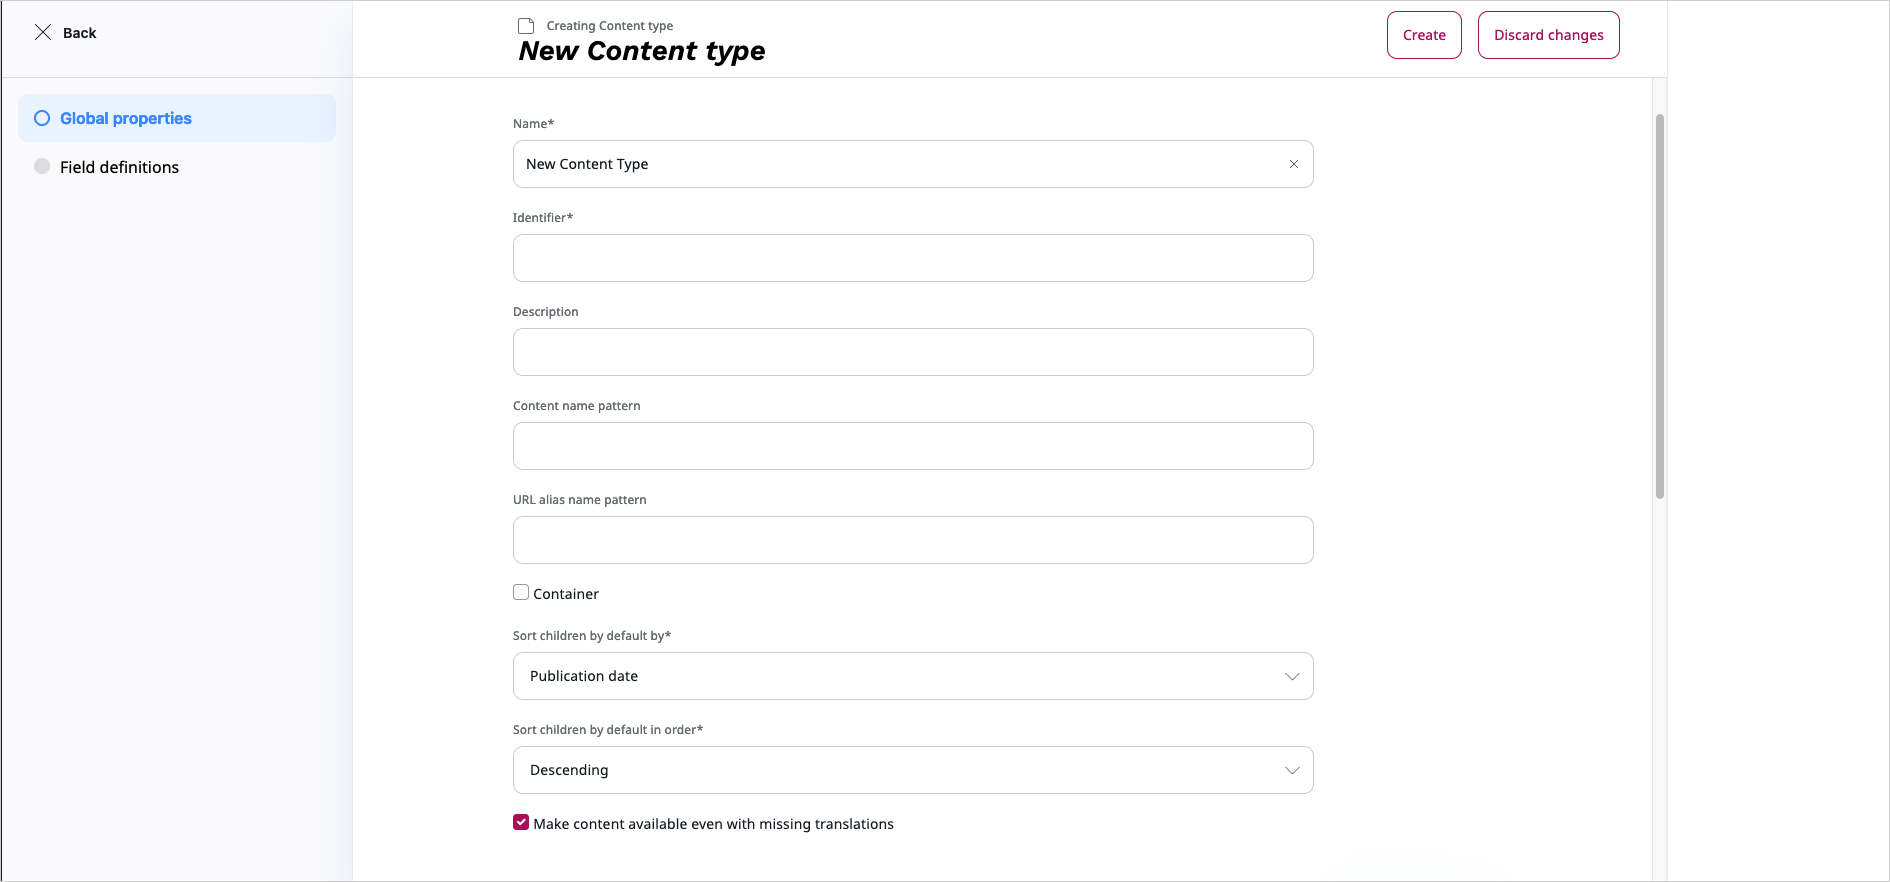 Back
Global properties
Field definitions
Creating Content type
New Content type
Create
Discard changes
Name*
New Content Type
Identifier*
Description
Content name pattern
URL alias name pattern
Container
Sort children by default by*
Publication date
Sort children by default in order*
Descending
Make content available even with missing translations